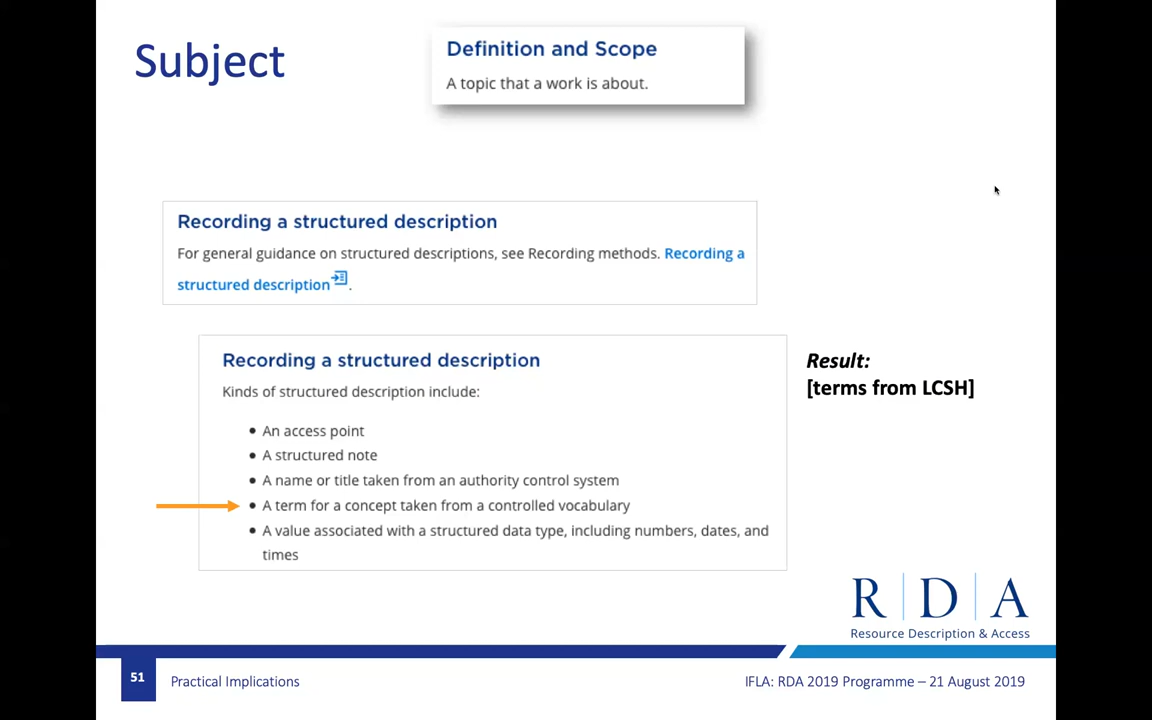 Subject
Definition and Scope
A topic that a work is about.
Recording a structured description
For general guidance on structured descriptions, see Recording methods. Recording a
structured description.
Recording a structured description
Kinds of structured description include:
• An access point
• A structured note
• A name or title taken from an authority control system
• A term for a concept taken from a controlled vocabulary
• A value associated with a structured data type, including numbers, dates, and
times
Result:
[terms from LCSH]
R | D | A
Resource Description & Access
51
Practical Implications
IFLA: RDA 2019 Programme – 21 August 2019